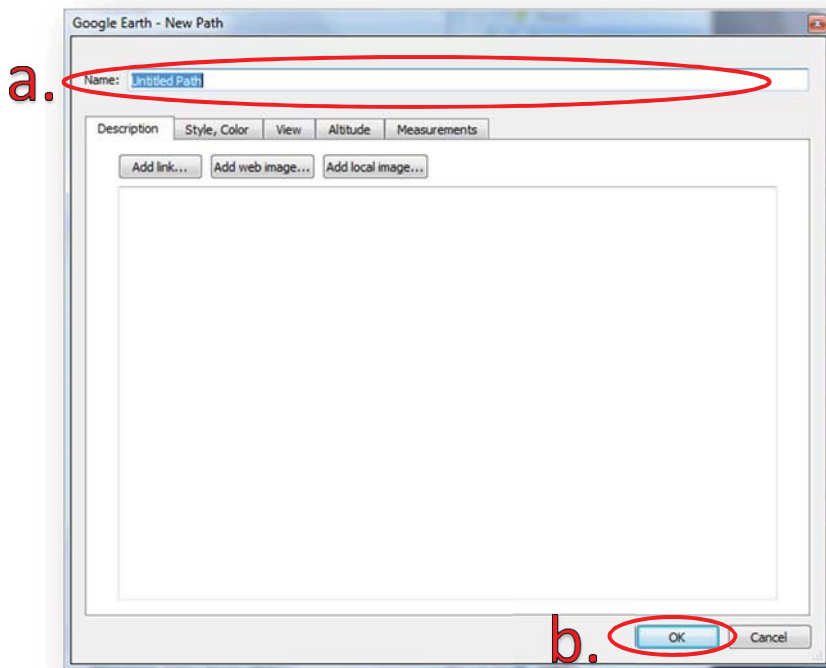 Google Earth - New Path
a.
Name: Untitled Path
Description Style, Color View Altitude Measurements
Add link... Add web image... Add local image...
b.
OK Cancel